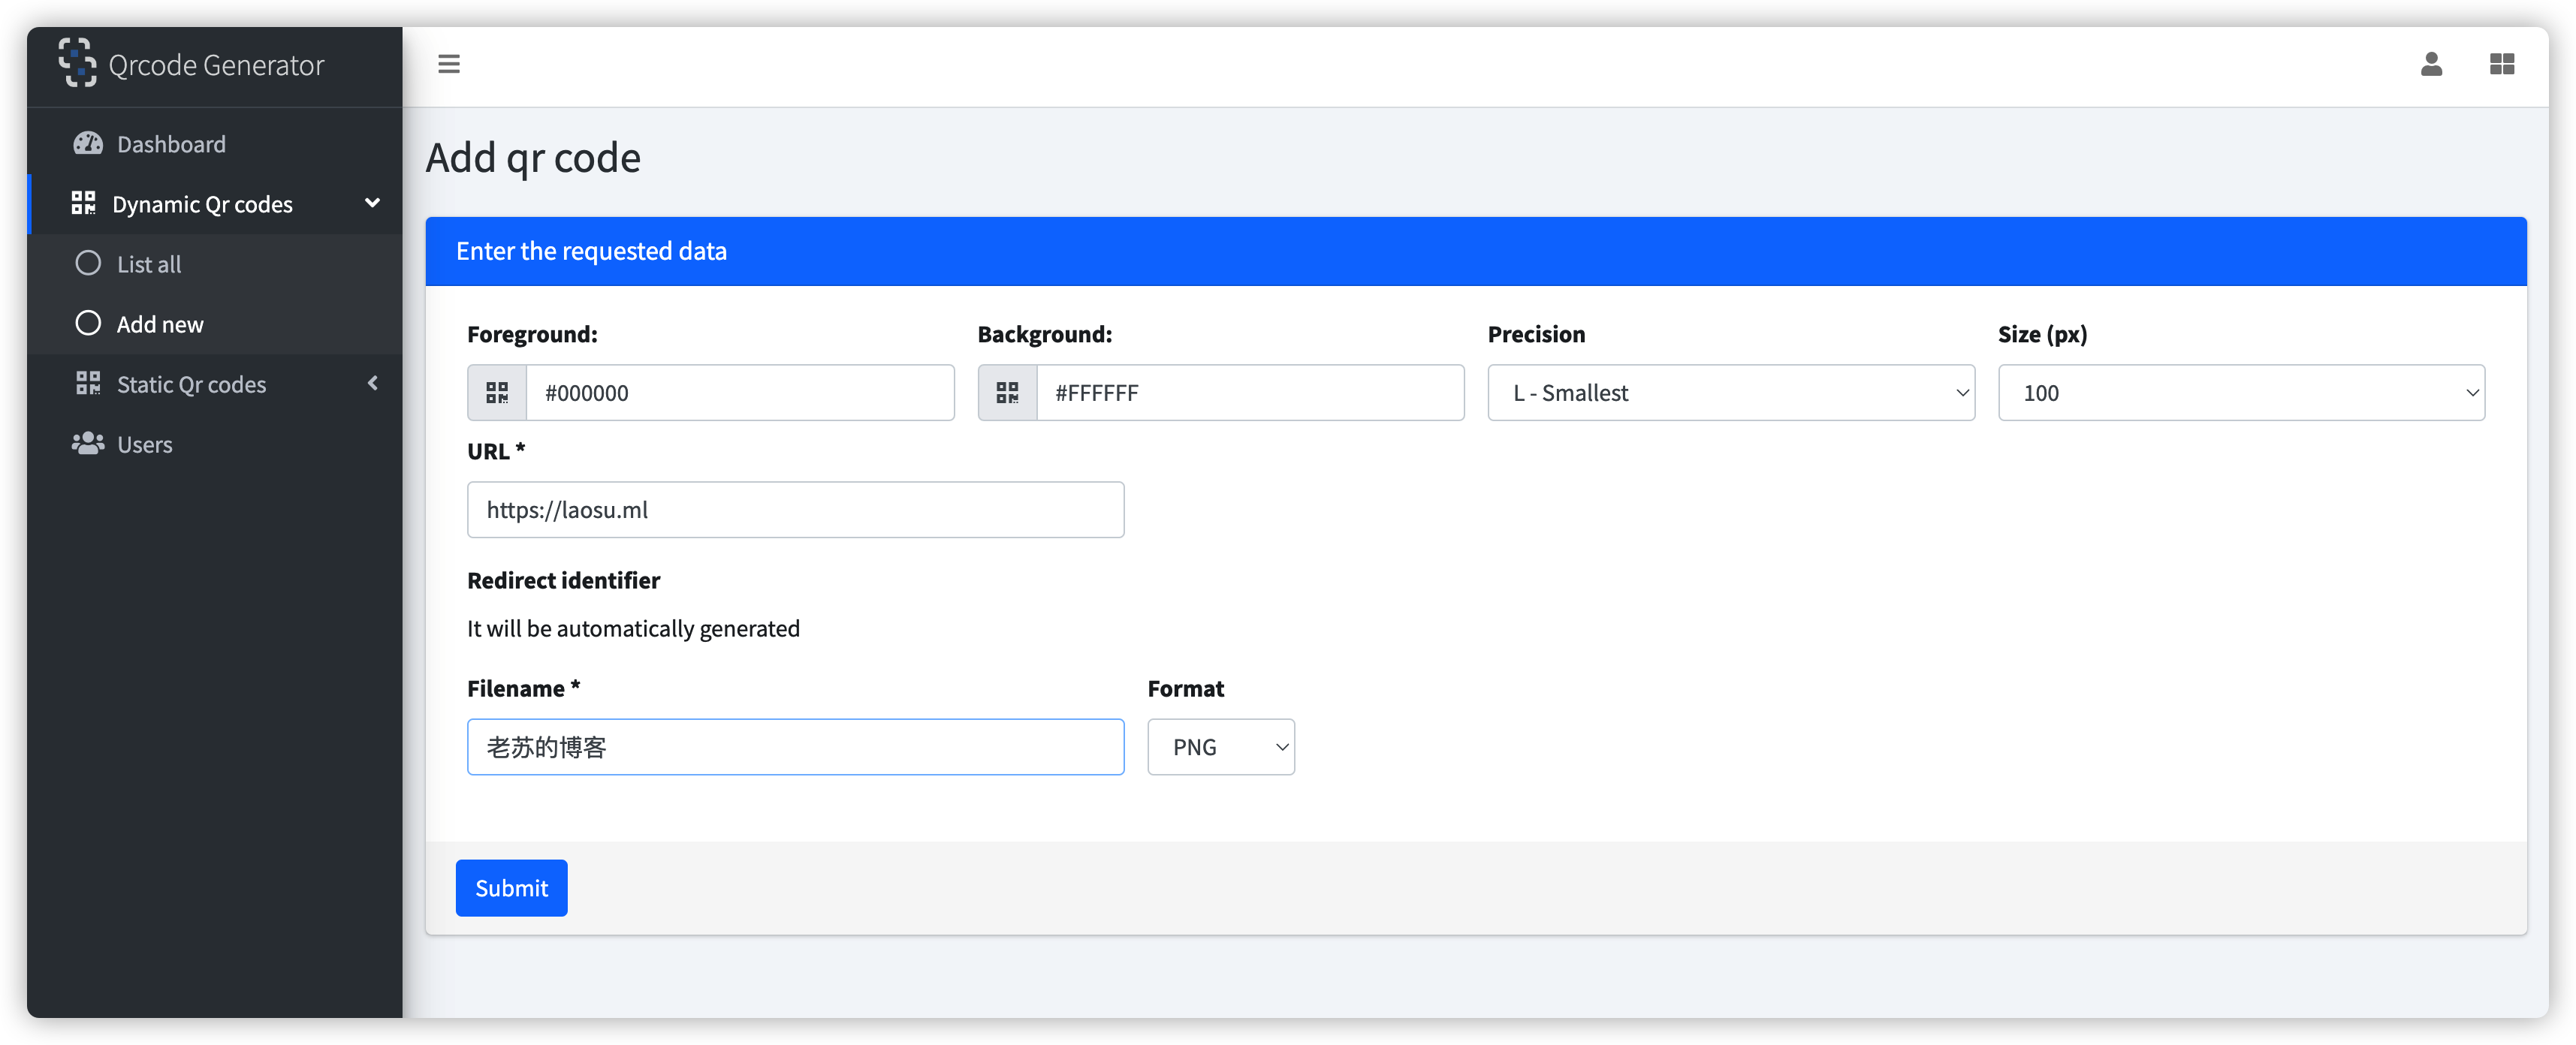 Qrcode Generator
Dashboard
Dynamic Qr codes
List all
Add new
Static Qr codes
Users
Add qr code
Enter the requested data
Foreground: Background: Precision Size (px)
#000000 #FFFFFF L - Smallest 100
URL *
https://laosu.ml
Redirect identifier
It will be automatically generated
Filename * Format
老苏的博客 PNG
Submit